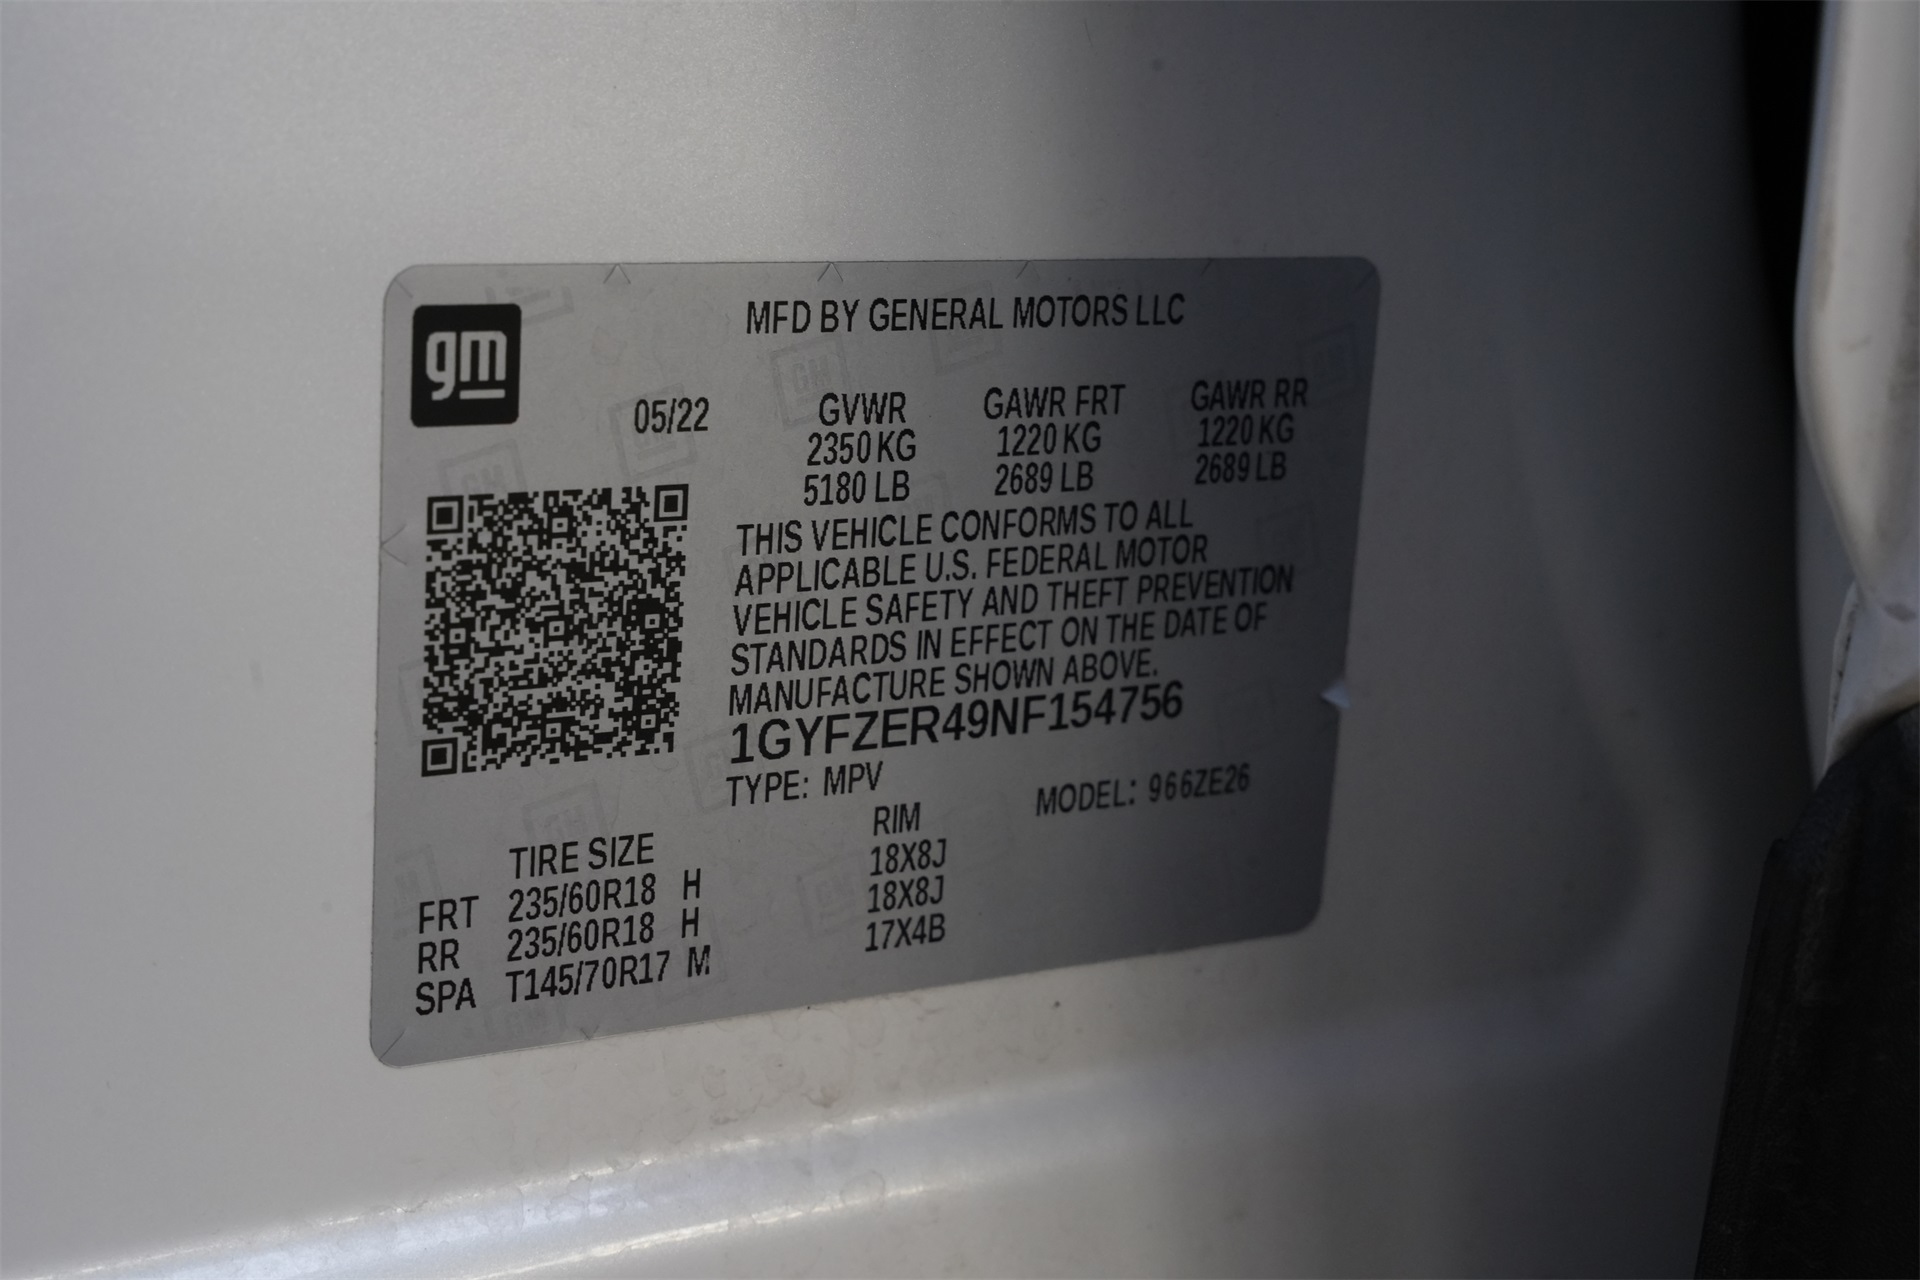 gm
MFD BY GENERAL MOTORS LLC
05/22 GVWR GAWR FRT GAWR RR
2350 KG 1220 KG 1220 KG
5180 LB 2689 LB 2689 LB
THIS VEHICLE CONFORMS TO ALL
APPLICABLE U.S. FEDERAL MOTOR
VEHICLE SAFETY AND THEFT PREVENTION
STANDARDS IN EFFECT ON THE DATE OF
MANUFACTURE SHOWN ABOVE.
1GYFZER49NF154756
TYPE: MPV MODEL: 966ZE26
TIRE SIZE RIM
FRT 235/60R18 H 18X8J
RR 235/60R18 H 18X8J
SPA T145/70R17 M 17X4B